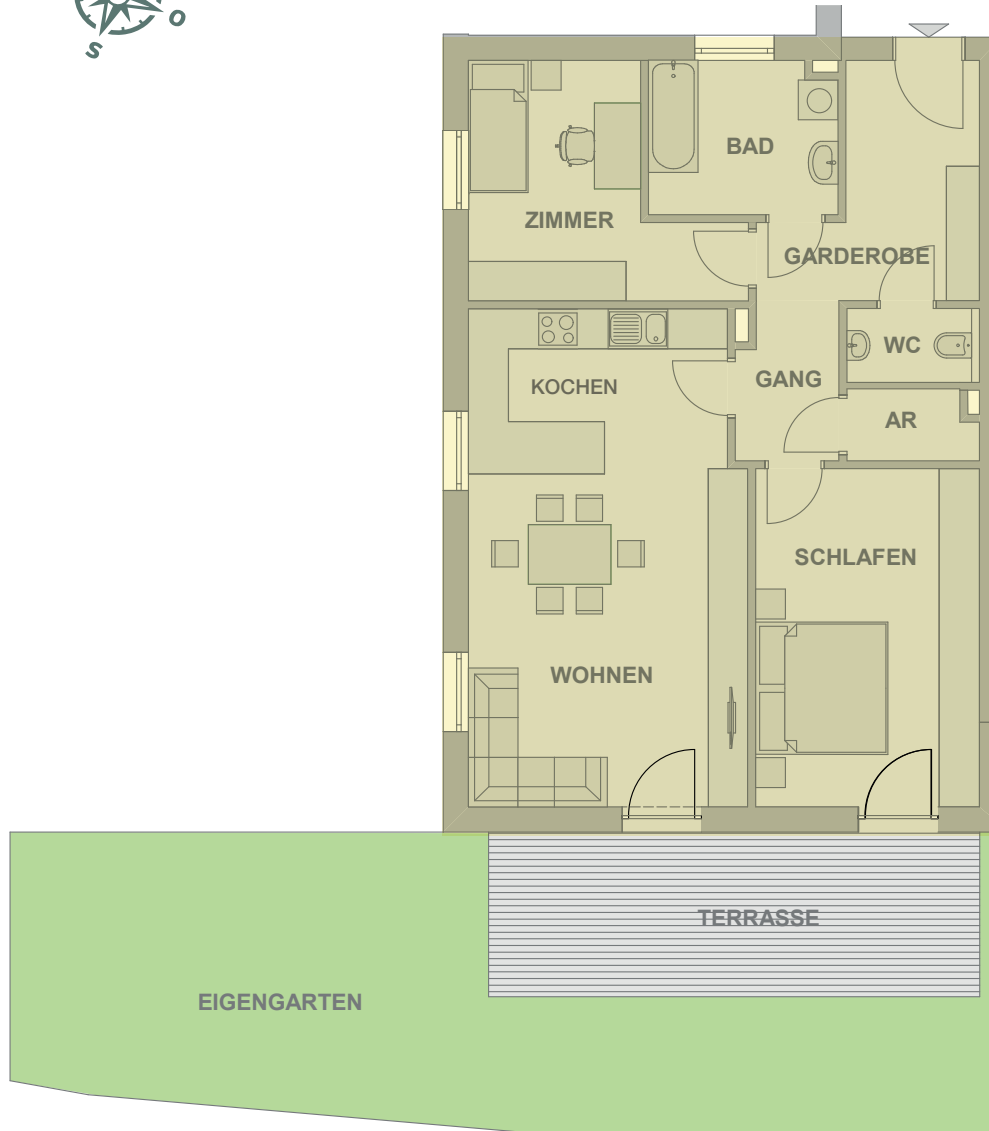 O
S
BAD
ZIMMER
GARDEROBE
WC
GANG
KOCHEN
AR
SCHLAFEN
WOHNEN
TERRASSE
EIGENGARTEN